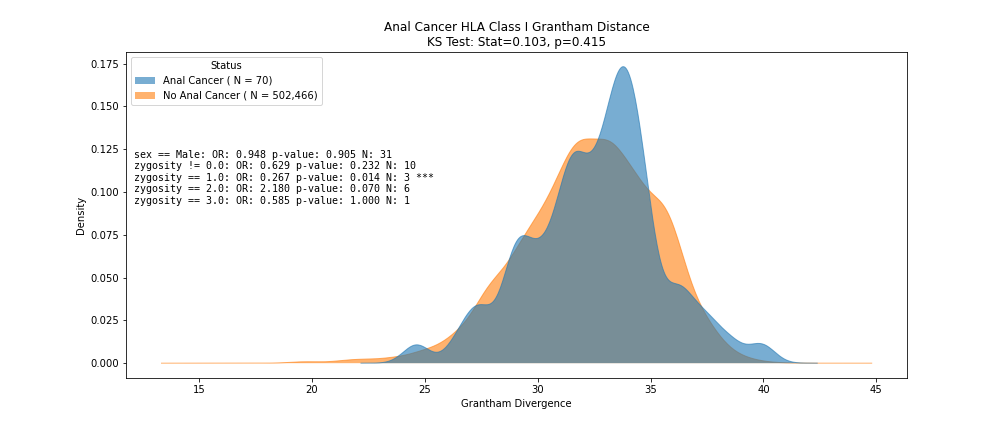 Anal Cancer HLA Class I Grantham Distance
KS Test: Stat=0.103, p=0.415
Status
Anal Cancer ( N = 70)
No Anal Cancer ( N = 502,466)
sex == Male: OR: 0.948 p-value: 0.905 N: 31
zygosity != 0.0: OR: 0.629 p-value: 0.232 N: 10
zygosity == 1.0: OR: 0.267 p-value: 0.014 N: 3 ***
zygosity == 2.0: OR: 2.180 p-value: 0.070 N: 6
zygosity == 3.0: OR: 0.585 p-value: 1.000 N: 1
Density
0.175
0.150
0.125
0.100
0.075
0.050
0.025
0.000
15 20 25 30 35 40 45
Grantham Divergence